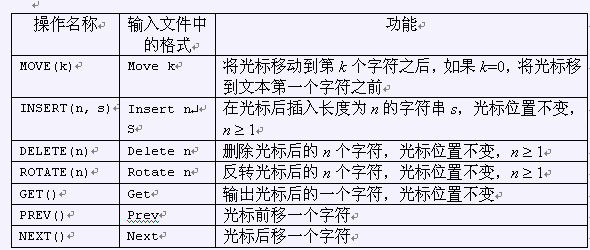 操作名称 输入文件中的格式 功能
MOVE(k) Move k 将光标移动到第 k 个字符之后，如果 k=0，将光标移到文本第一个字符之前
INSERT(n, s) Insert n↵
S 在光标后插入长度为 n 的字符串 s，光标位置不变，n ≥ 1
DELETE(n) Delete n 删除光标后的 n 个字符，光标位置不变，n ≥ 1
ROTATE(n) Rotate n 反转光标后的 n 个字符，光标位置不变，n ≥ 1
GET() Get 输出光标后的一个字符，光标位置不变
PREV() Prev 光标前移一个字符
NEXT() Next 光标后移一个字符